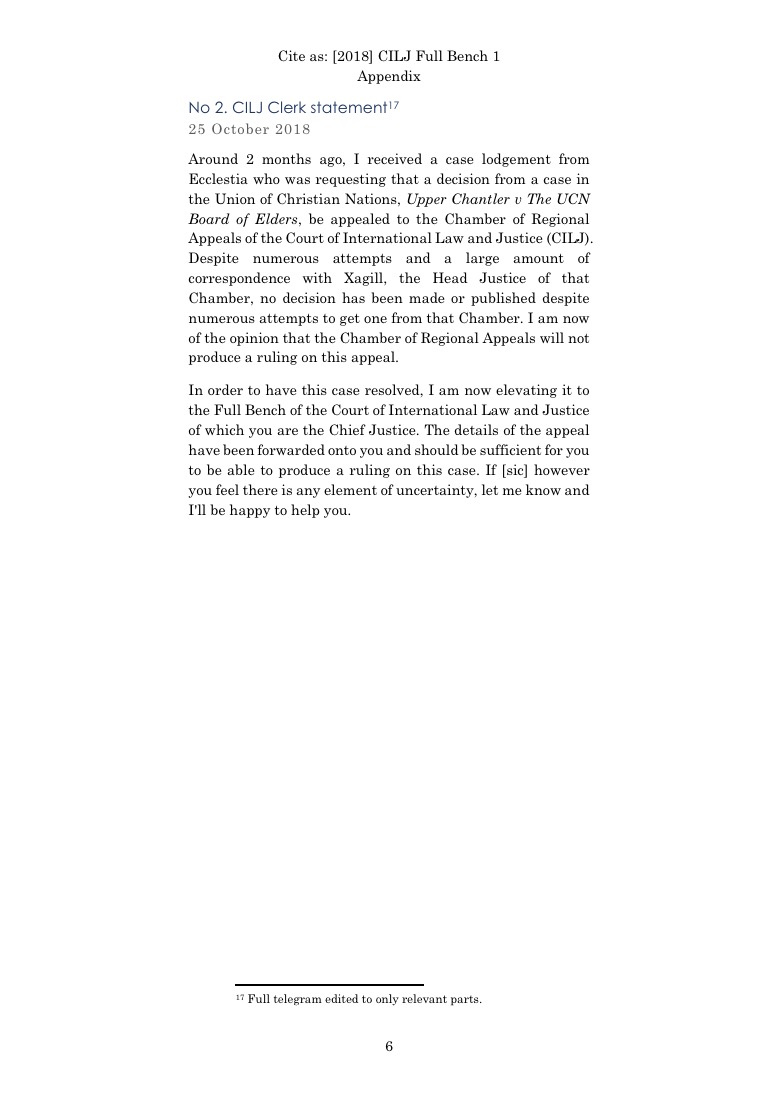 Cite as: [2018] CILJ Full Bench 1
Appendix
No 2. CILJ Clerk statement17
25 October 2018
Around 2 months ago, I received a case lodgement from
Ecclestia who was requesting that a decision from a case in
the Union of Christian Nations, Upper Chantler v The UCN
Board of Elders, be appealed to the Chamber of Regional
Appeals of the Court of International Law and Justice (CILJ).
Despite numerous attempts and a large amount of
correspondence with Xagill, the Head Justice of that
Chamber, no decision has been made or published despite
numerous attempts to get one from that Chamber. I am now
of the opinion that the Chamber of Regional Appeals will not
produce a ruling on this appeal.
In order to have this case resolved, I am now elevating it to
the Full Bench of the Court of International Law and Justice
of which you are the Chief Justice. The details of the appeal
have been forwarded onto you and should be sufficient for you
to be able to produce a ruling on this case. If [sic] however
you feel there is any element of uncertainty, let me know and
I'll be happy to help you.
17 Full telegram edited to only relevant parts.
6